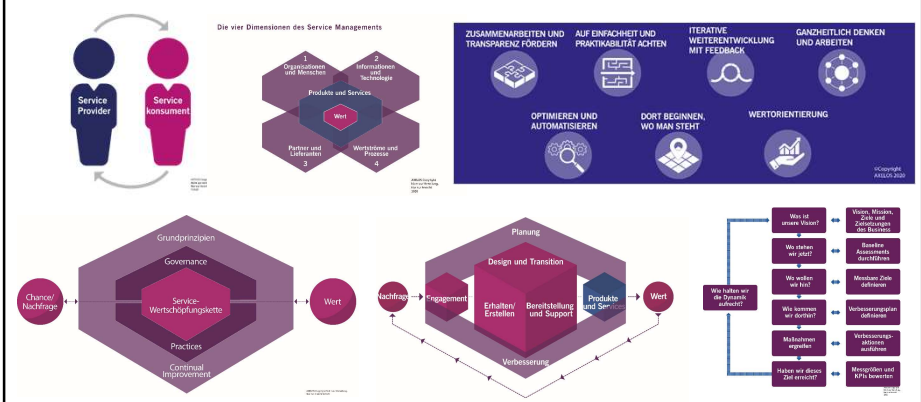 Service
Provider
Service
konsument
Die vier Dimensionen des Service Managements
1
Organisationen
und Menschen
2
Informationen
und
Technologie
Produkte und Services
Wert
Partner und
Lieferanten
3
Wertströme und
Prozesse
4
ZUSAMMENARBEITEN UND
TRANSPARENZ FÖRDERN
AUF EINFACHHEIT UND
PRAKTIKABILITÄT ACHTEN
ITERATIVE
WEITERENTWICKLUNG
MIT FEEDBACK
GANZHEITLICH DENKEN
UND ARBEITEN
OPTIMIEREN UND
AUTOMATISIEREN
DORT BEGINNEN,
WO MAN STEHT
WERTORIENTIERUNG
©Copyright
AXELOS 2020
Grundprinzipien
Governance
Chance/
Nachfrage
Service-
Wertschöpfungskette
Wert
Practices
Continual
Improvement
Planung
Design und Transition
Nachfrage
Engagement
Erhalten/
Erstellen
Bereitstellung
und Support
Produkte
und Services
Wert
Verbesserung
Wie halten wir
die Dynamik
aufrecht?
Was ist
unsere Vision?
Vision, Mission,
Ziele und
Zielsetzungen
des Business
Wo stehen
wir jetzt?
Baseline
Assessments
durchführen
Wo wollen
wir hin?
Messbare Ziele
definieren
Wie kommen
wir dorthin?
Verbesserungsplan
definieren
Maßnahmen
ergreifen
Verbesserungs-
aktionen
ausführen
Haben wir dieses
Ziel erreicht?
Messgrößen und
KPIs bewerten